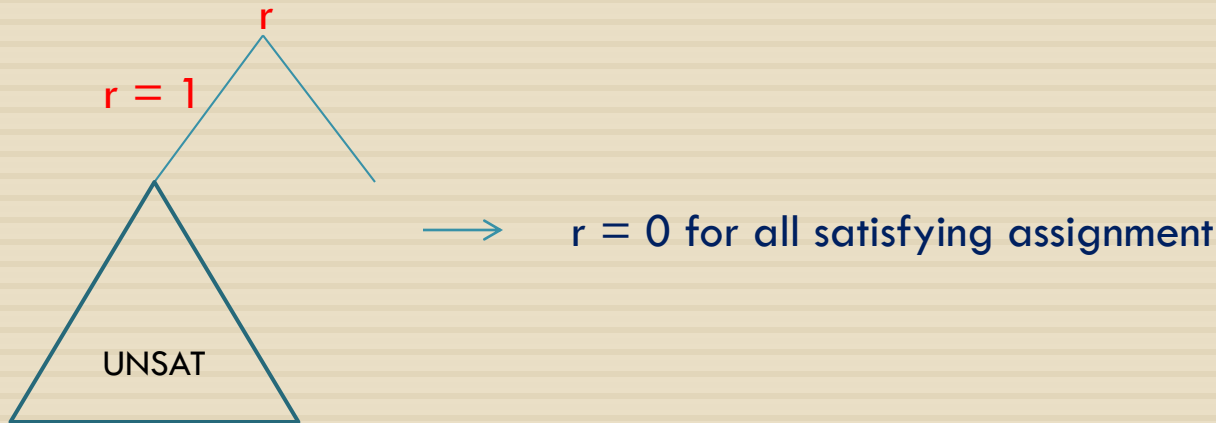 r
r = 1
r = 0 for all satisfying assignment
UNSAT